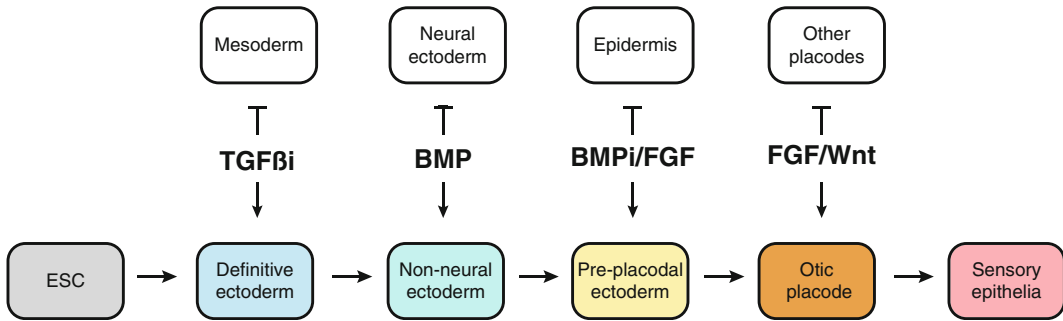 Mesoderm
Neural
ectoderm
Epidermis
Other
placodes
TGFßi
BMP
BMPi/FGF
FGF/Wnt
ESC
Definitive
ectoderm
Non-neural
ectoderm
Pre-placodal
ectoderm
Otic
placode
Sensory
epithelia